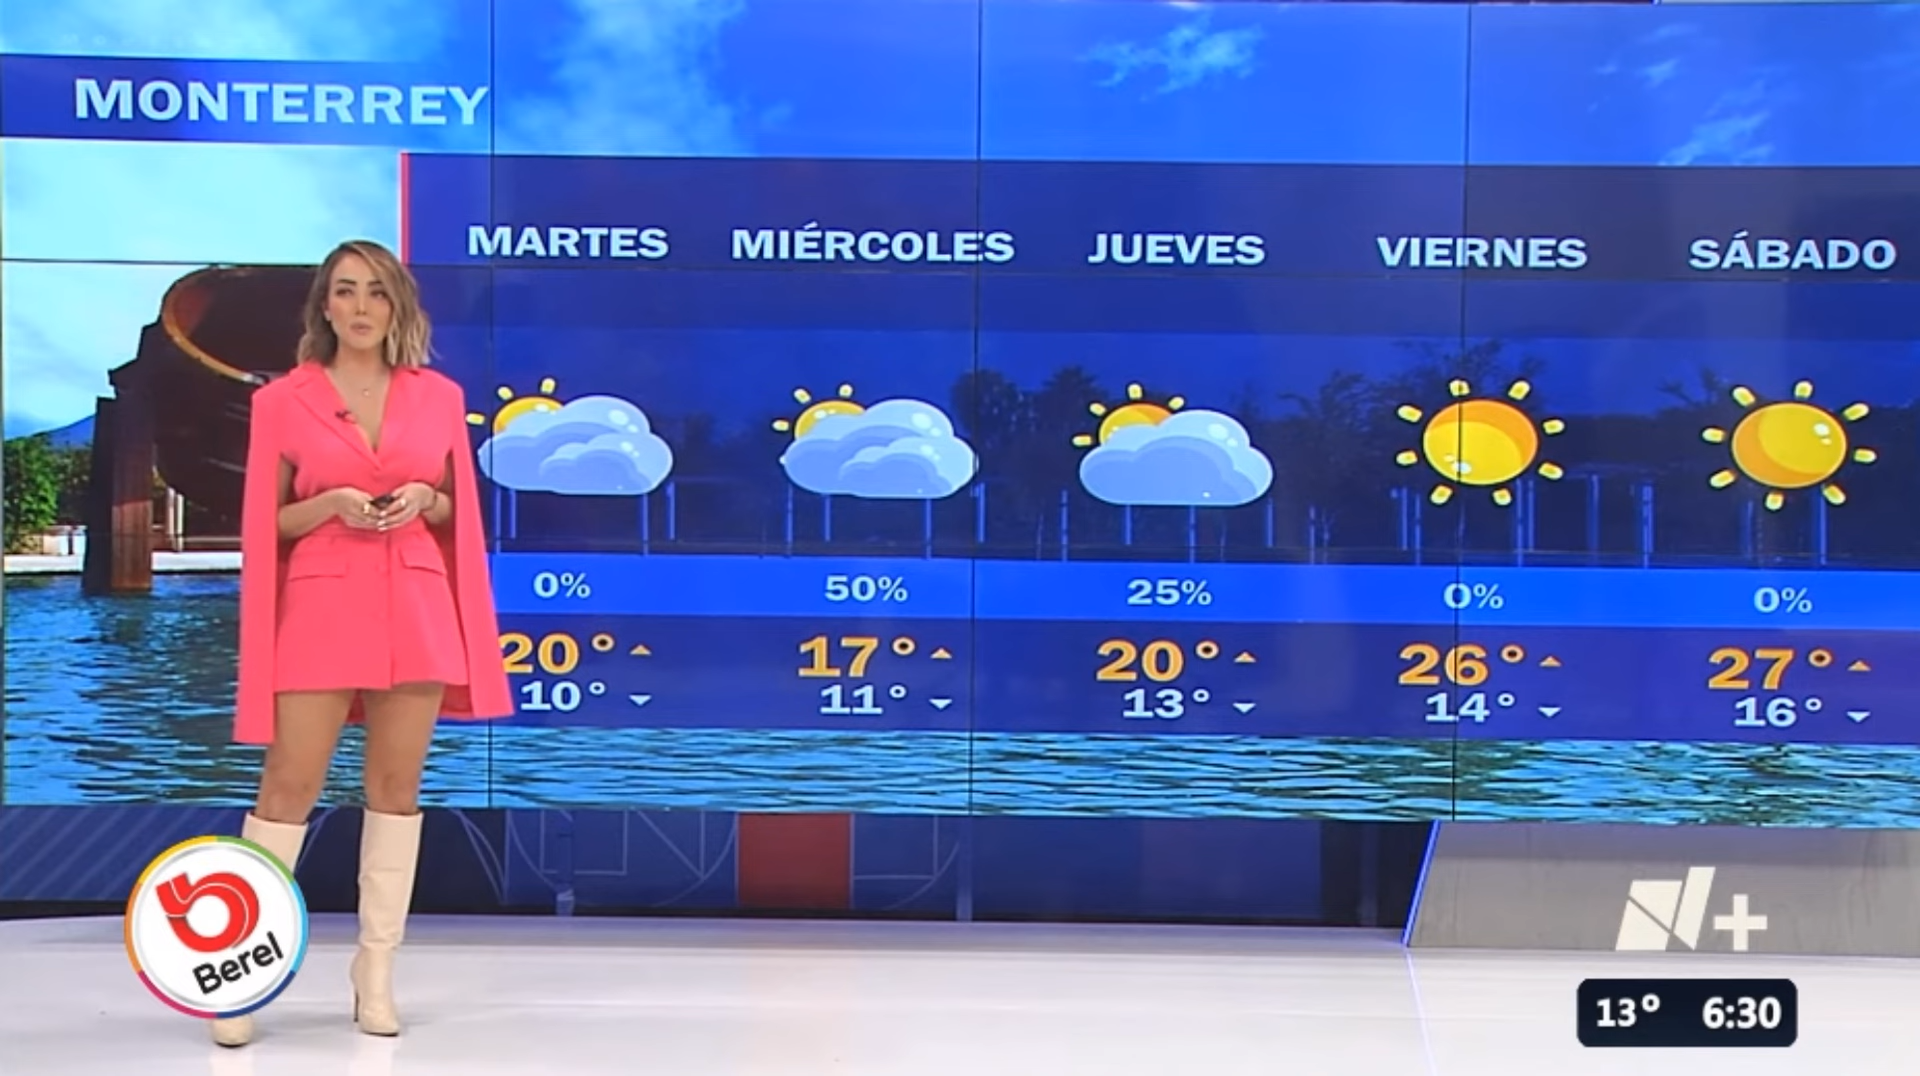 MONTERREY
MARTES MIÉRCOLES JUEVES VIERNES SÁBADO
0% 50% 25% 0% 0%
20° 17° 20° 26° 27°
10° 11° 13° 14° 16°
Berel
N+
13° 6:30